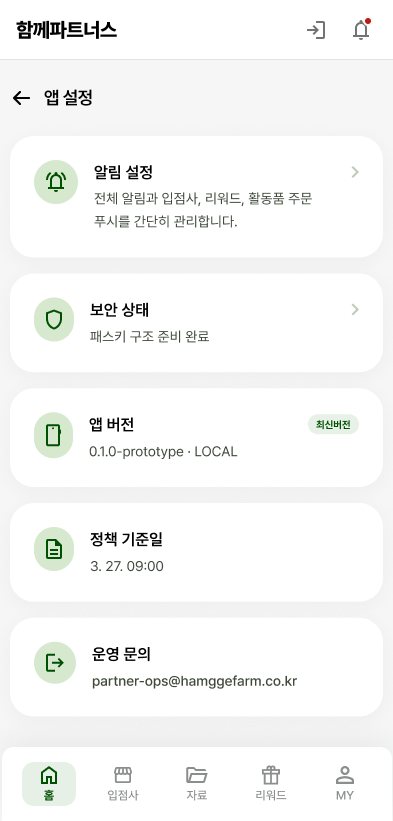 함께파트너스
앱 설정
알림 설정
전체 알림과 입점사, 리워드, 활동품 주문
푸시를 간단히 관리합니다.
보안 상태
패스키 구조 준비 완료
앱 버전
최신버전
0.1.0-prototype · LOCAL
정책 기준일
3. 27. 09:00
운영 문의
partner-ops@hamggefarm.co.kr
홈
입점사
자료
리워드
MY